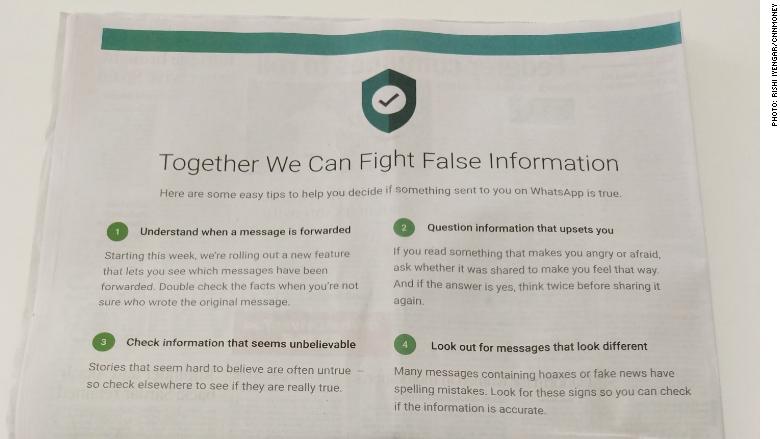 Together We Can Fight False Information
Here are some easy tips to help you decide if something sent to you on WhatsApp is true.
1 Understand when a message is forwarded
Starting this week, we're rolling out a new feature
that lets you see which messages have been
forwarded. Double check the facts when you're not
sure who wrote the original message.
2 Question information that upsets you
If you read something that makes you angry or afraid,
ask whether it was shared to make you feel that way.
And if the answer is yes, think twice before sharing it
again.
3 Check information that seems unbelievable
Stories that seem hard to believe are often untrue –
so check elsewhere to see if they are really true.
4 Look out for messages that look different
Many messages containing hoaxes or fake news have
spelling mistakes. Look for these signs so you can check
if the information is accurate.
PHOTO: RISHI IYENGAR/CNNMONEY